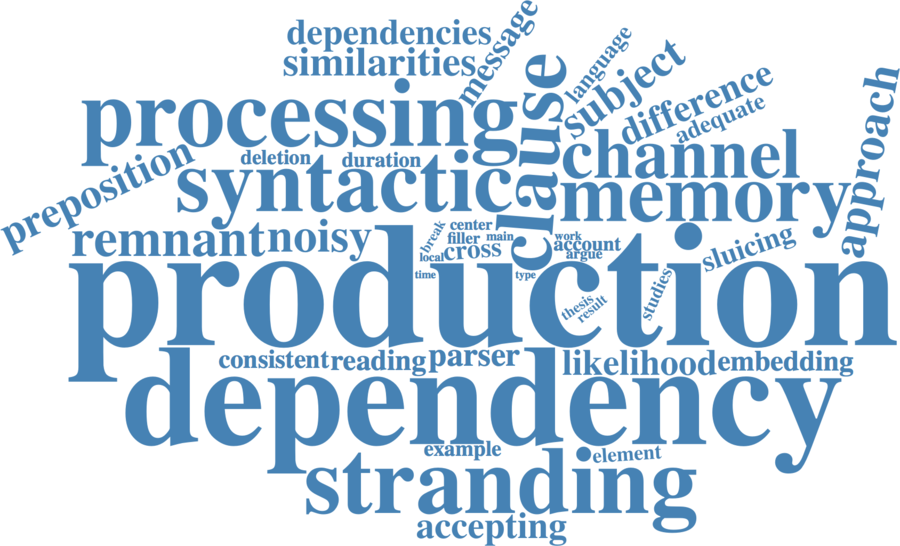 dependencies
message
similarities
language
subject
processing
clause
difference
adequate
approach
preposition
deletion
duration
syntactic
channel
memory
remnant
noisy
break
center
filler
main
local
cross
work
account
argue
time
type
sluicing
studies
thesis
result
production
consistent
reading
parser
likelihood
embedding
dependency
example
element
stranding
accepting